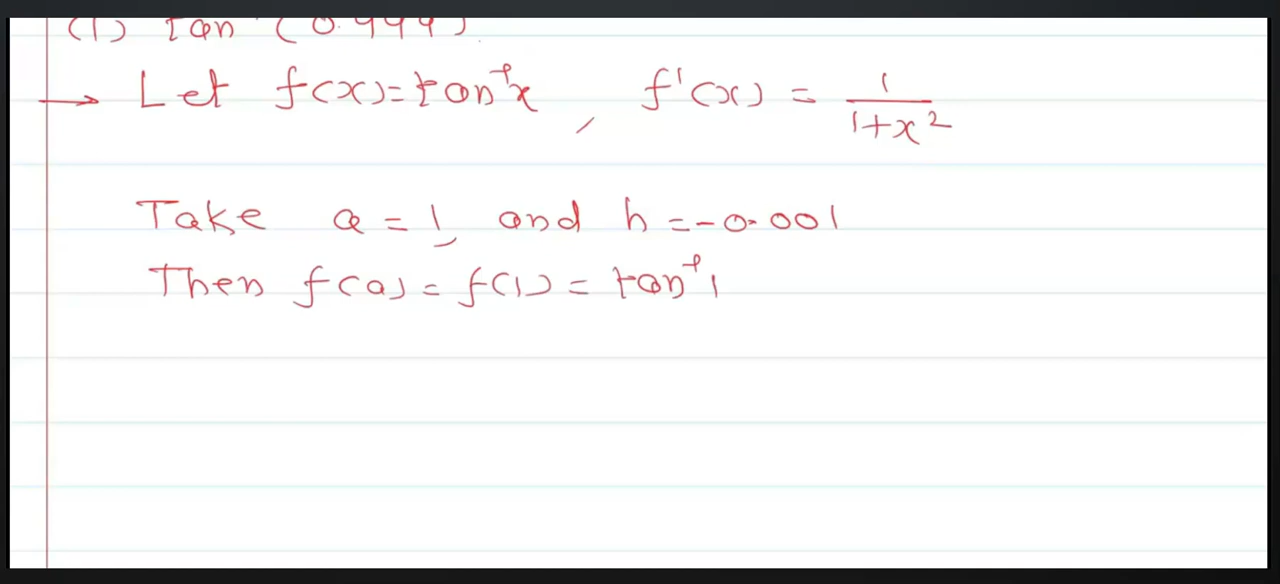 (1) tan (0.999)
→ Let f(x)=tan⁻¹x , f'(x) = 1/(1+x²)
Take a = 1, and h = -0.001
Then f(a) = f(1) = tan⁻¹1